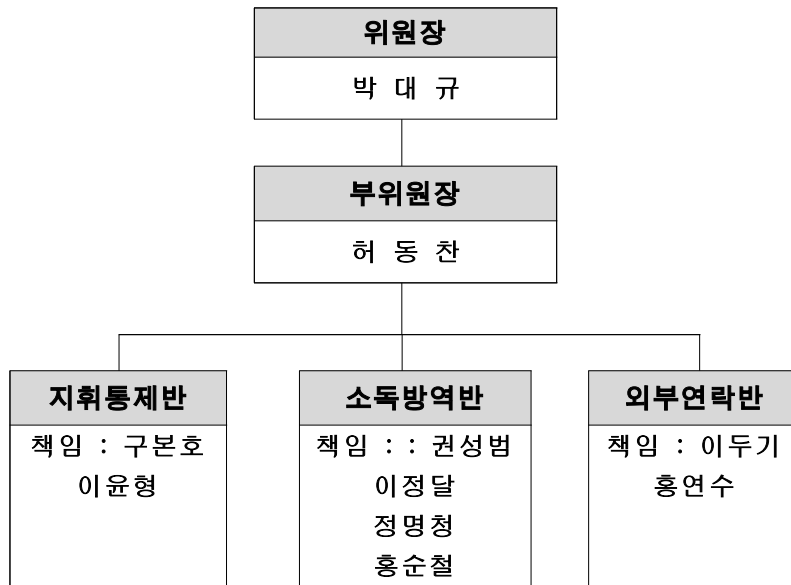 위원장
박 대 규
부위원장
허 동 찬
지휘통제반
책임 : 구본호
이윤형
소독방역반
책임 : : 권성범
이정달
정명청
홍순철
외부연락반
책임 : 이두기
홍연수